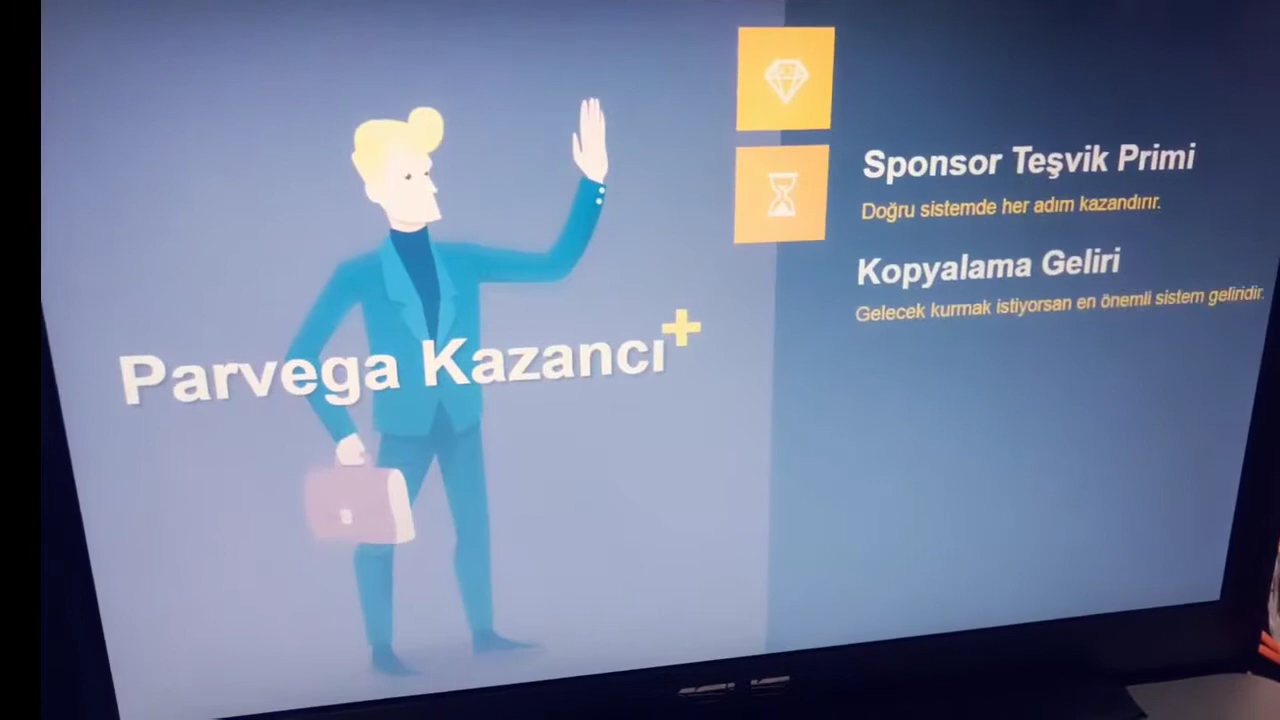 Parvega Kazancı+
Sponsor Teşvik Primi
Doğru sistemde her adım kazandırır.
Kopyalama Geliri
Gelecek kurmak istiyorsan en önemli sistem geliridir.